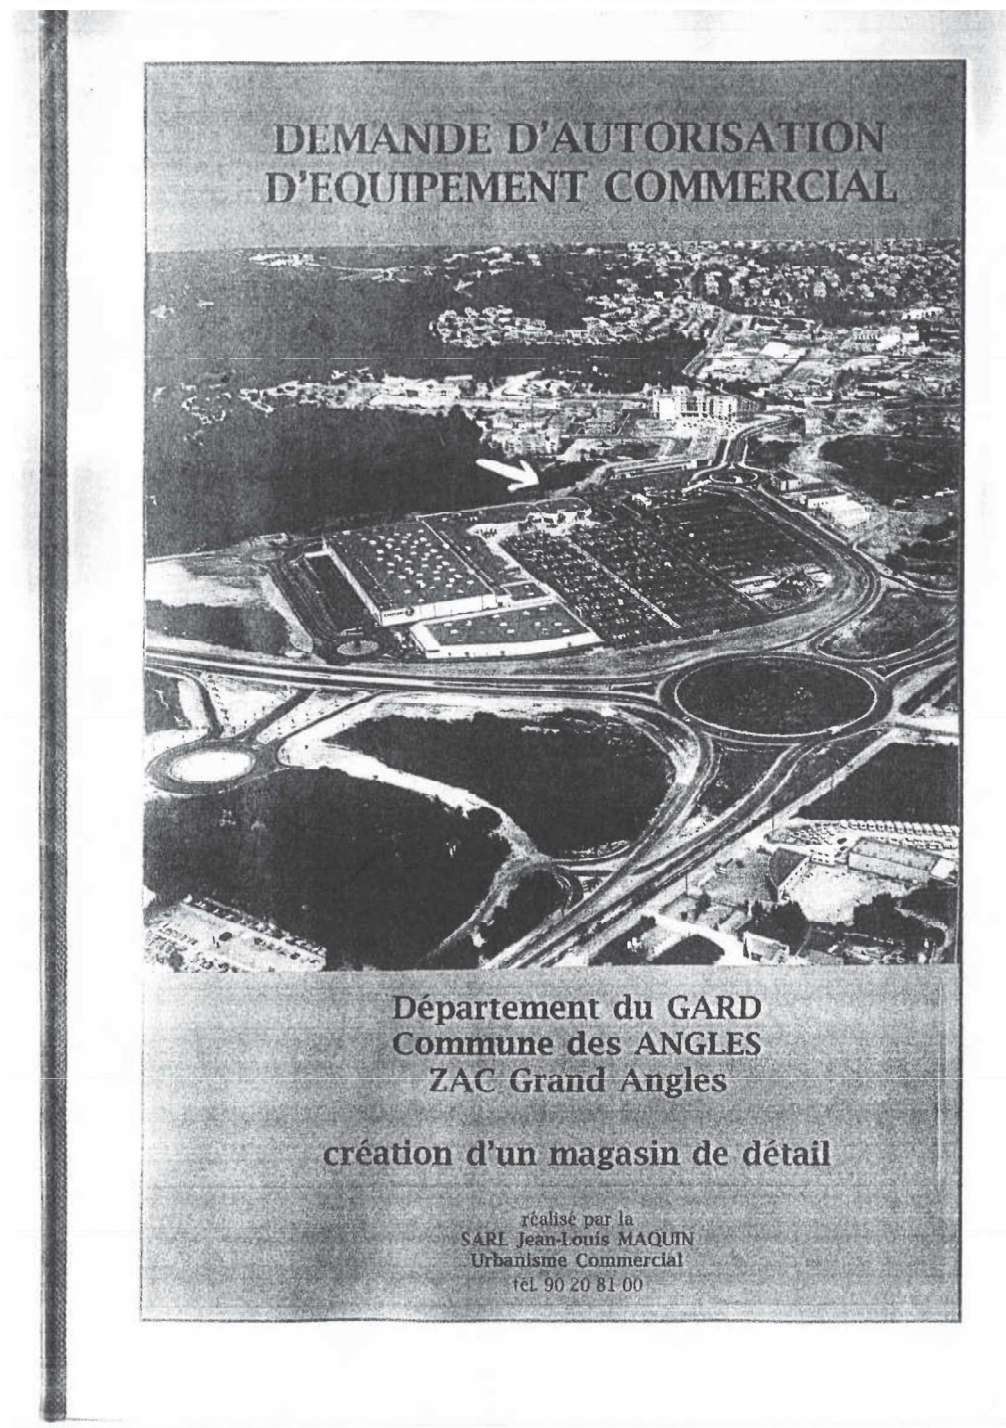 DEMANDE D'AUTORISATION
D'EQUIPEMENT COMMERCIAL
Département du GARD
Commune des ANGLES
ZAC Grand Angles
création d'un magasin de détail
réalisé par la
SARL Jean-Louis MAQUIN
Urbanisme Commercial
tél. 90 20 81 00